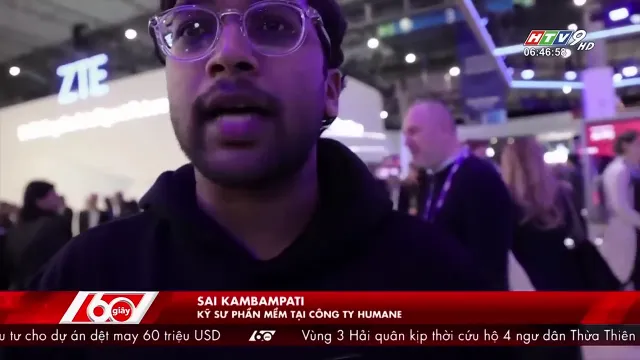 HTV9 HD
06:46:58
ZTE
60 giây
SAI KAMBAMPATI
KỸ SƯ PHẦN MỀM TẠI CÔNG TY HUMANE
u tư cho dự án dệt may 60 triệu USD 60 giây Vùng 3 Hải quân kịp thời cứu hộ 4 ngư dân Thừa Thiên